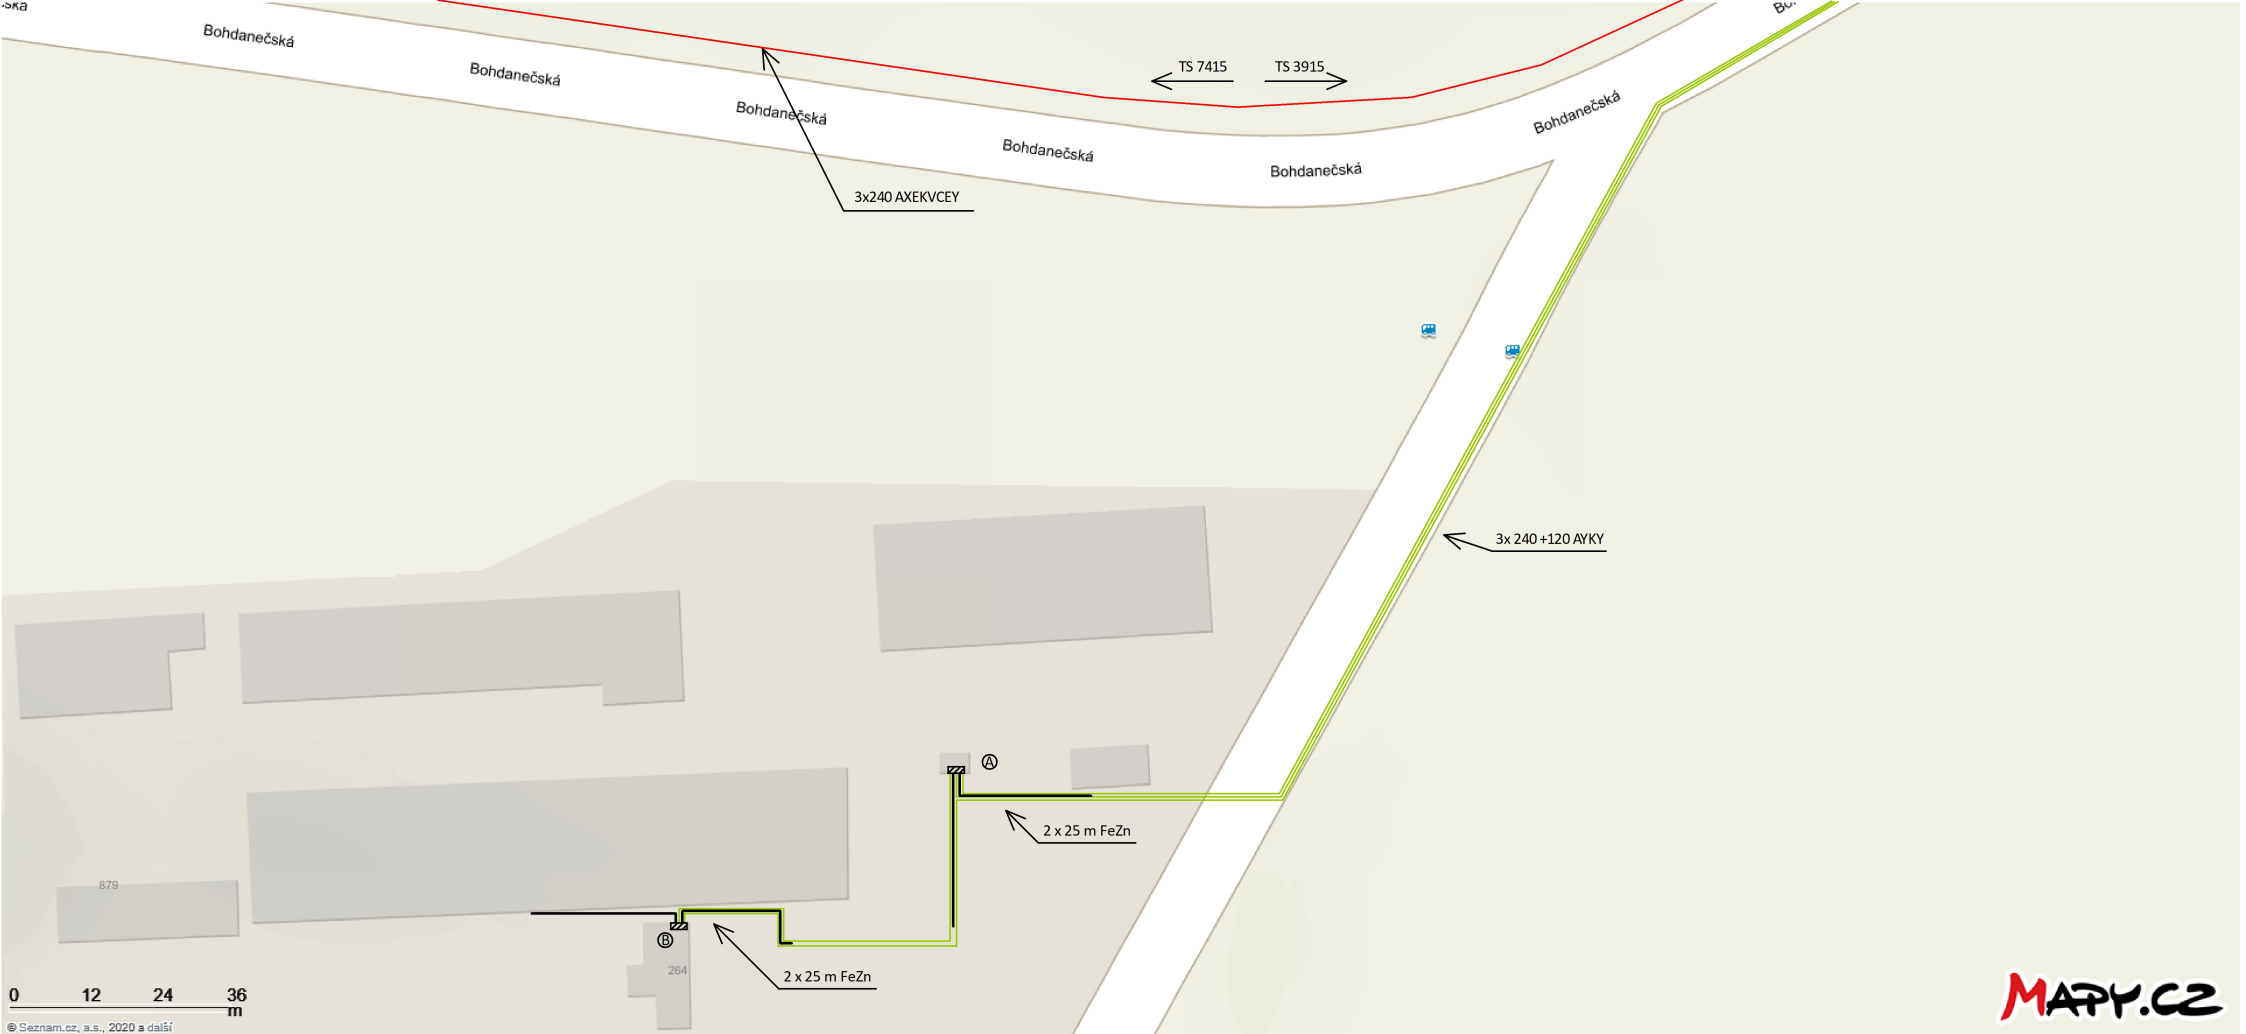 ská
Bohdanečská
Bohdanečská
Bohdanečská
Bohdanečská
Bohdanečská
Bohdanečská
TS 7415
TS 3915
3x240 AXEKVCEY
3x 240 +120 AYKY
A
2 x 25 m FeZn
879
B
264
2 x 25 m FeZn
0 12 24 36
m
© Seznam.cz, a.s., 2020 a další
MAPY.CZ